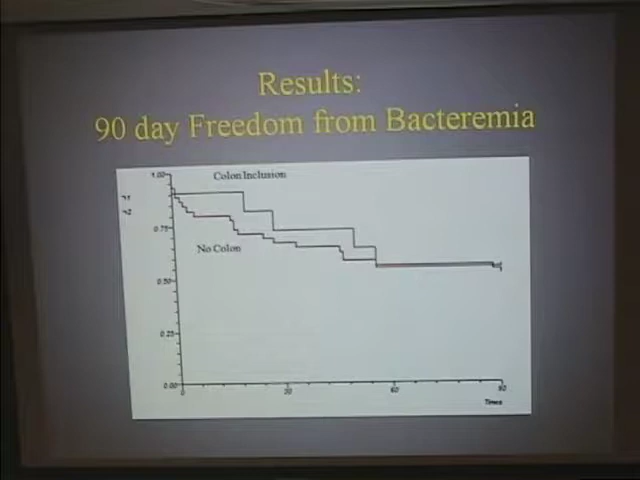 Results:
90 day Freedom from Bacteremia
1.00
Colon Inclusion
0.75
No Colon
0.50
0.25
0.00
0
30
60
90
Times